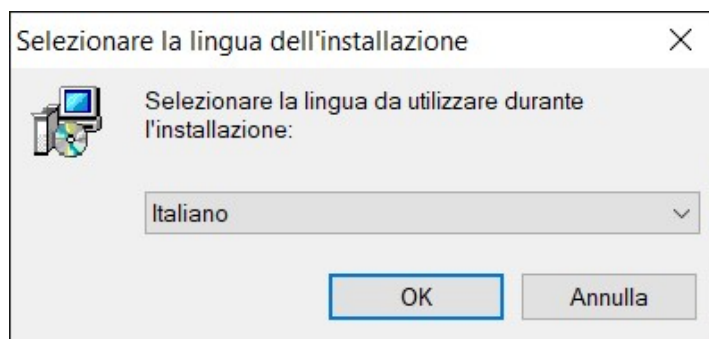 Selezionare la lingua dell'installazione
Selezionare la lingua da utilizzare durante
l'installazione:
Italiano
OK
Annulla